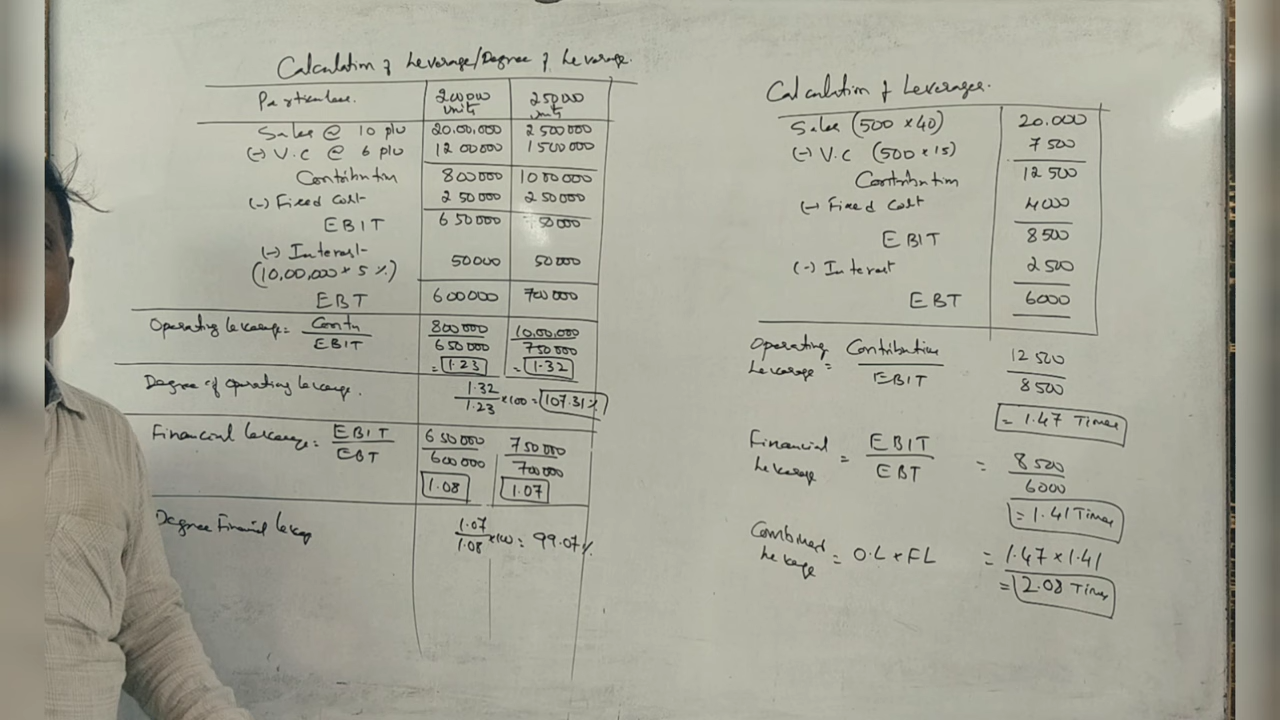 Calculation of Leverage/Degree of Leverage.
Particulars. 200000 units 250000 units
Sales @ 10 p/u 20,00,000 2500000
(-) V.C @ 6 p/u 12 00000 1500000
Contribution 800000 1000000
(-) Fixed cost 250000 250000
EBIT 650000 50000
(-) Interest
(10,00,000 * 5 %) 50000 50000
EBT 600000 700000
Operating leverage = Contn / EBIT 800000 / 650000 10,00,000 / 750000
= 1.23 = 1.32
Degree of operating leverage. 1.32 / 1.23 × 100 = 107.31%
Financial leverage = EBIT / EBT 650000 / 600000 750000 / 700000
1.08 1.07
Degree Financial leverage 1.07 / 1.08 × 100 = 99.07%
Calculation of Leverages.
Sales (500 × 40) 20.000
(-) V.C (500 × 15) 7500
Contribution 12500
(-) Fixed cost 4000
EBIT 8500
(-) Interest 2500
EBT 6000
Operating Leverage = Contribution / EBIT 12500 / 8500
= 1.47 Times
Financial Leverage = EBIT / EBT = 8500 / 6000
= 1.41 Times
Combined Leverage = O.L × FL = 1.47 × 1.41
= 2.08 Times